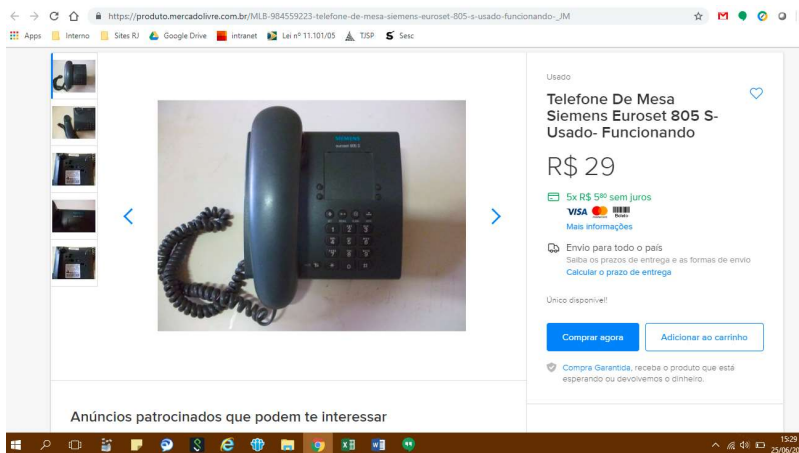 https://produto.mercadolivre.com.br/MLB-984559223-telefone-de-mesa-siemens-euroset-805-s-usado-funcionando-_JM
Apps Interno Sites RJ Google Drive intranet Lei nº 11.101/05 TJSP Sesc
Usado
Telefone De Mesa
Siemens Euroset 805 S-
Usado- Funcionando
R$ 29
5x R$ 5⁸⁰ sem juros
VISA Boleto
Mais informações
Envio para todo o país
Saiba os prazos de entrega e as formas de envio
Calcular o prazo de entrega
Único disponível!
Comprar agora Adicionar ao carrinho
Compra Garantida, receba o produto que está
esperando ou devolvemos o dinheiro.
SIEMENS
euroset 805 S
1
Anúncios patrocinados que podem te interessar
15:29
25/06/20